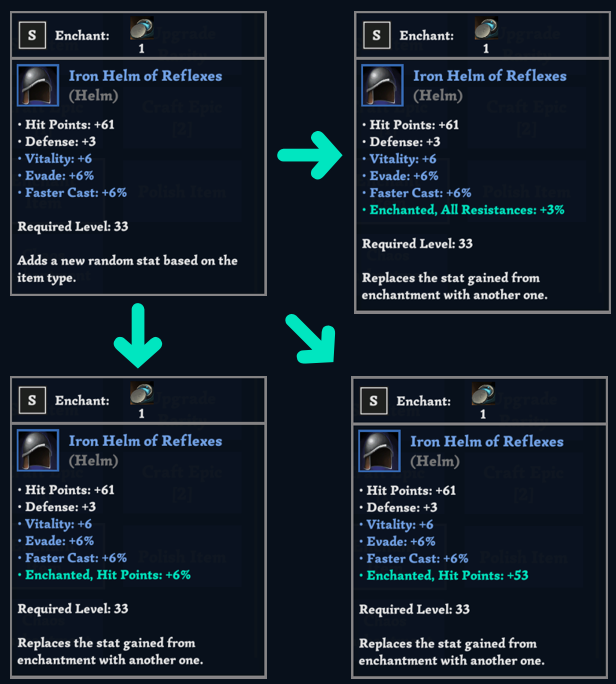 S Enchant: 1
Iron Helm of Reflexes
(Helm)
· Hit Points: +61
· Defense: +3
· Vitality: +6
· Evade: +6%
· Faster Cast: +6%
Required Level: 33
Adds a new random stat based on the
item type.
S Enchant: 1
Iron Helm of Reflexes
(Helm)
· Hit Points: +61
· Defense: +3
· Vitality: +6
· Evade: +6%
· Faster Cast: +6%
· Enchanted, All Resistances: +3%
Required Level: 33
Replaces the stat gained from
enchantment with another one.
S Enchant: 1
Iron Helm of Reflexes
(Helm)
· Hit Points: +61
· Defense: +3
· Vitality: +6
· Evade: +6%
· Faster Cast: +6%
· Enchanted, Hit Points: +6%
Required Level: 33
Replaces the stat gained from
enchantment with another one.
S Enchant: 1
Iron Helm of Reflexes
(Helm)
· Hit Points: +61
· Defense: +3
· Vitality: +6
· Evade: +6%
· Faster Cast: +6%
· Enchanted, Hit Points: +53
Required Level: 33
Replaces the stat gained from
enchantment with another one.